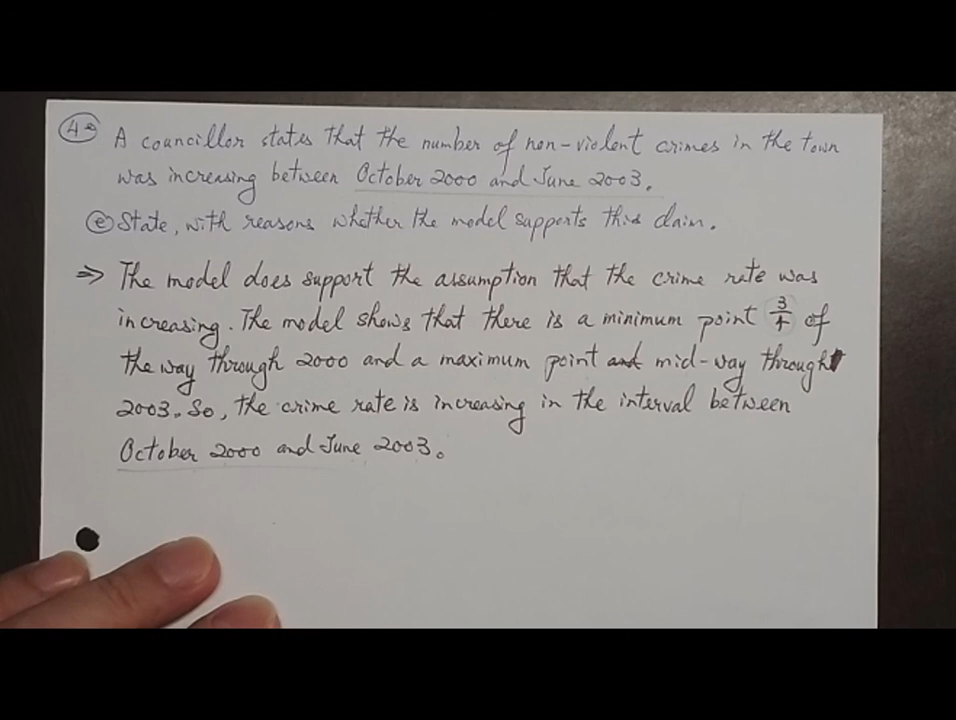 4. A councillor states that the number of non-violent crimes in the town
was increasing between October 2000 and June 2003.
(e) State, with reasons whether the model supports this claim.
⇒ The model does support the assumption that the crime rate was
increasing. The model shows that there is a minimum point 3/4 of
the way through 2000 and a maximum point and mid-way through
2003. So, the crime rate is increasing in the interval between
October 2000 and June 2003.